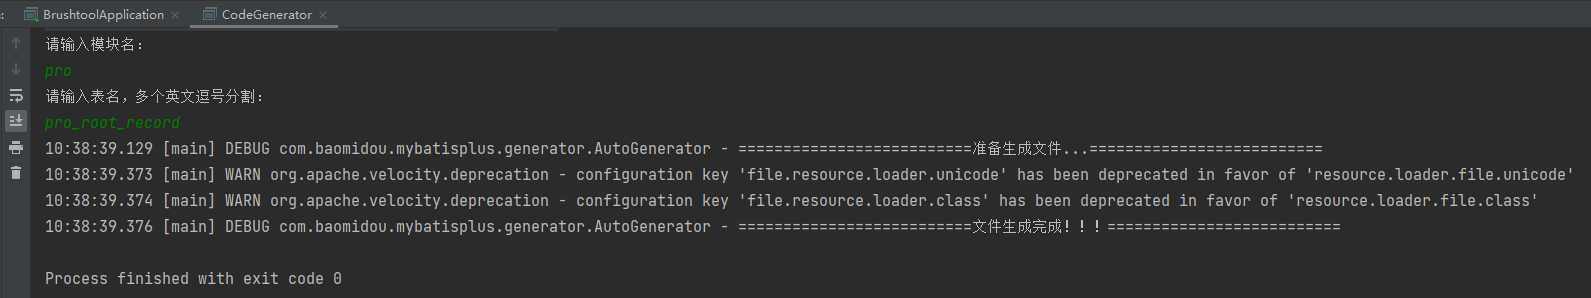 BrushtoolApplication CodeGenerator
请输入模块名:
pro
请输入表名，多个英文逗号分割:
pro_root_record
10:38:39.129 [main] DEBUG com.baomidou.mybatisplus.generator.AutoGenerator - ==========================准备生成文件...==========================
10:38:39.373 [main] WARN org.apache.velocity.deprecation - configuration key 'file.resource.loader.unicode' has been deprecated in favor of 'resource.loader.file.unicode'
10:38:39.374 [main] WARN org.apache.velocity.deprecation - configuration key 'file.resource.loader.class' has been deprecated in favor of 'resource.loader.file.class'
10:38:39.376 [main] DEBUG com.baomidou.mybatisplus.generator.AutoGenerator - ==========================文件生成完成！！！==========================
Process finished with exit code 0